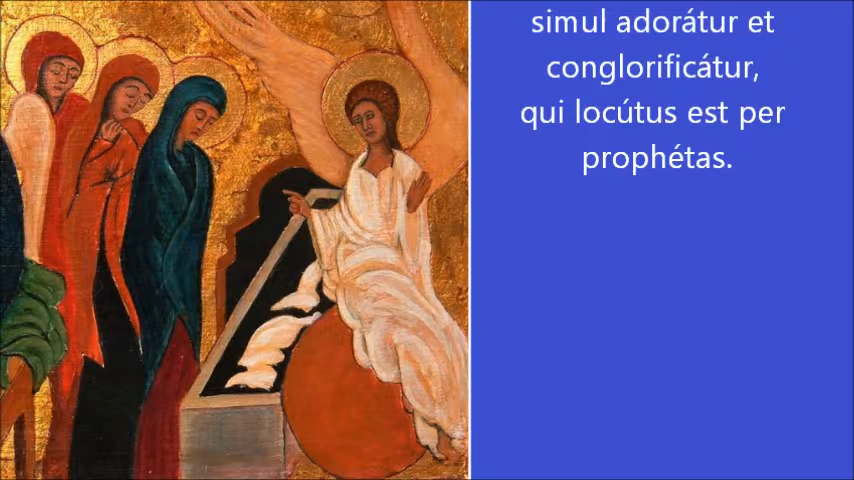 simul adorátur et
conglorificátur,
qui locútus est per
prophétas.